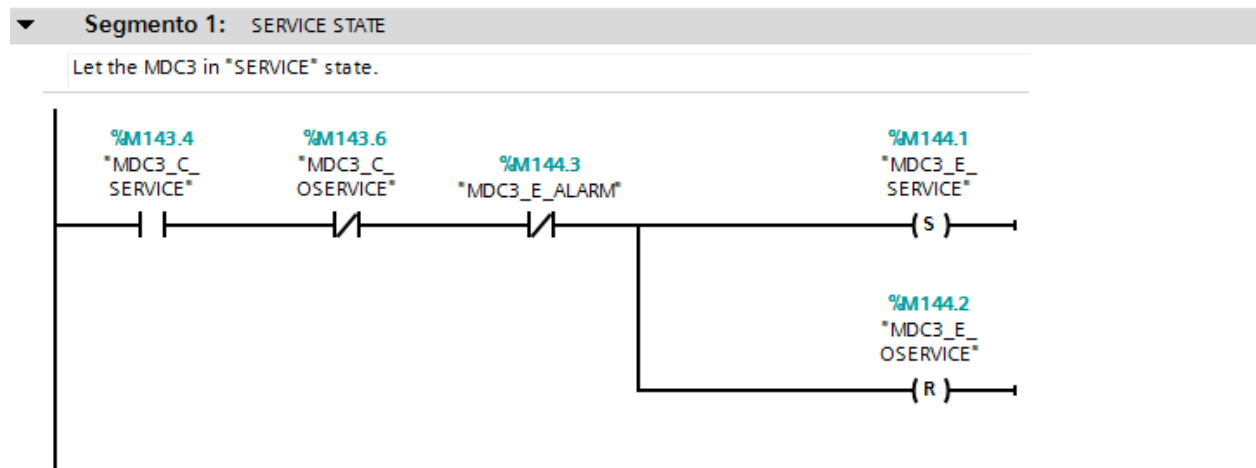 Segmento 1: SERVICE STATE
Let the MDC3 in "SERVICE" state.
%M143.4
"MDC3_C_
SERVICE"
%M143.6
"MDC3_C_
OSERVICE"
%M144.3
"MDC3_E_ALARM"
%M144.1
"MDC3_E_
SERVICE"
S
%M144.2
"MDC3_E_
OSERVICE"
R